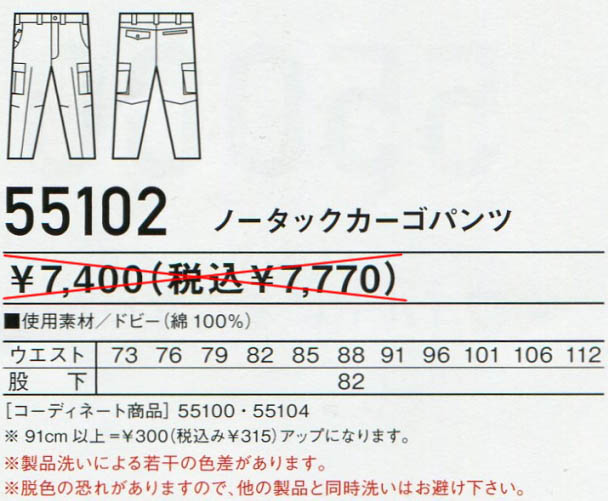 55102 ノータックカーゴパンツ
￥7,400(税込￥7,770)
■使用素材／ドビー(綿100%)
ウエスト 73 76 79 82 85 88 91 96 101 106 112
股下 82
[コーディネート商品] 55100・55104
※ 91cm以上=￥300(税込み￥315)アップになります。
※製品洗いによる若干の色差があります。
※脱色の恐れがありますので、他の製品と同時洗いはお避け下さい。